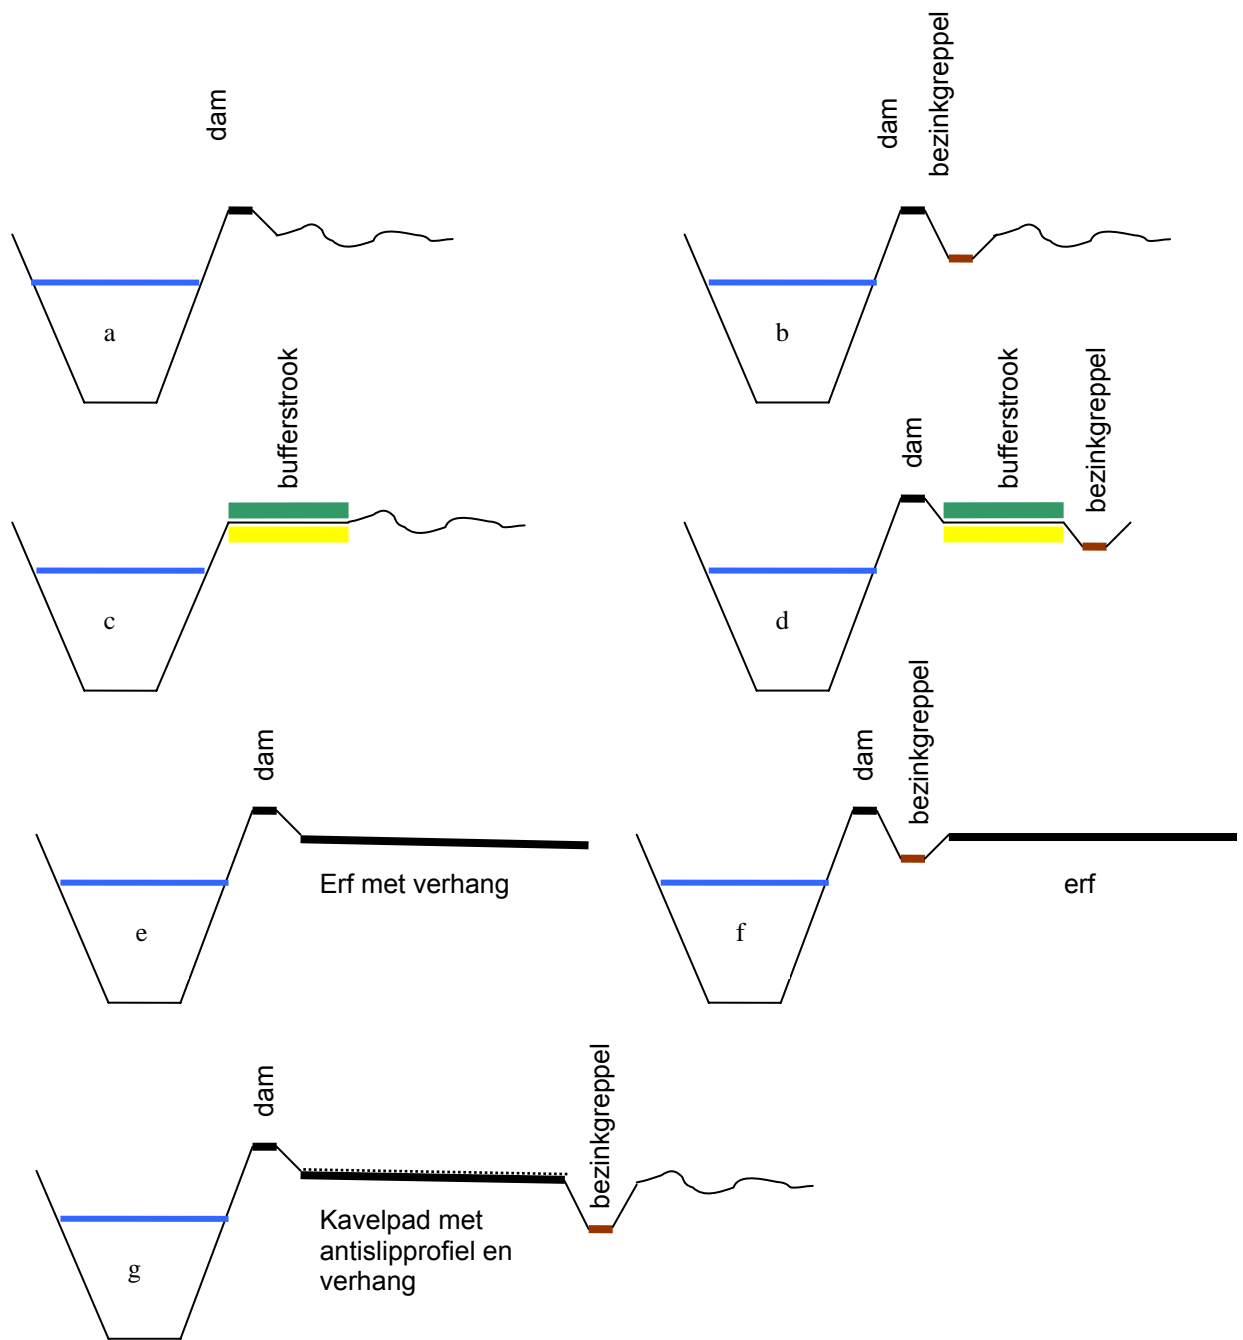 dam
dam
bezinkgreppel
a
b
bufferstrook
dam
bufferstrook
bezinkgreppel
c
d
dam
Erf met verhang
e
dam
bezinkgreppel
erf
f
dam
bezinkgreppel
Kavelpad met
antislipprofiel en
verhang
g